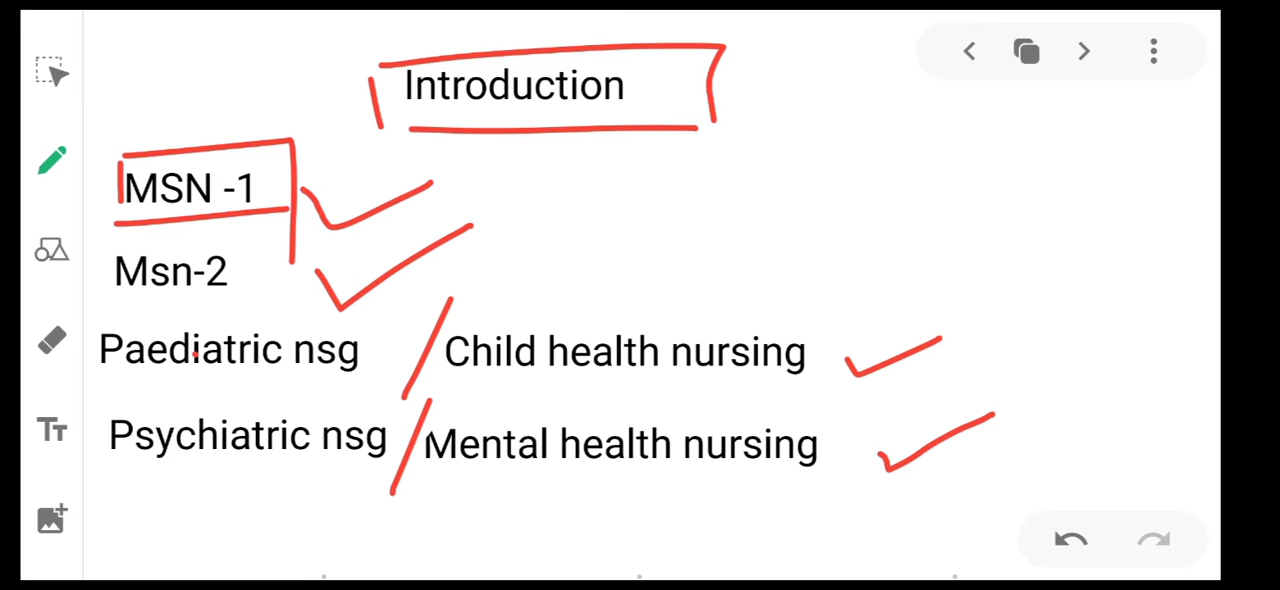 Introduction
MSN -1
Msn-2
Paediatric nsg / Child health nursing
Psychiatric nsg / Mental health nursing